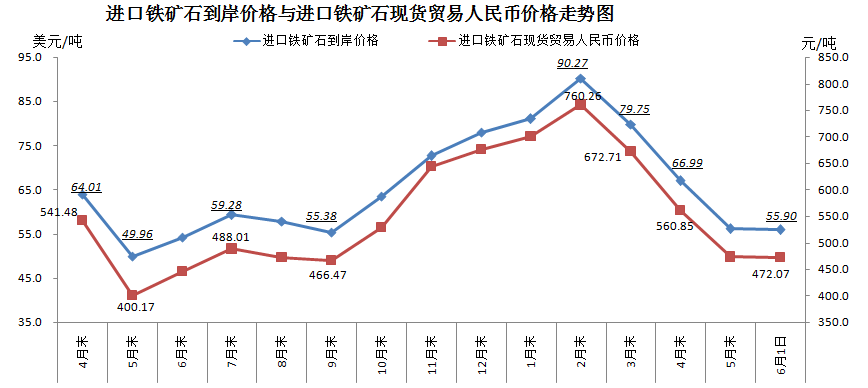 进口铁矿石到岸价格与进口铁矿石现货贸易人民币价格走势图
美元/吨
进口铁矿石到岸价格
进口铁矿石现货贸易人民币价格
元/吨
95.0
85.0
75.0
65.0
55.0
45.0
35.0
850.0
800.0
750.0
700.0
650.0
600.0
550.0
500.0
450.0
400.0
350.0
64.01
49.96
59.28
55.38
90.27
79.75
66.99
55.90
541.48
400.17
488.01
466.47
760.26
672.71
560.85
472.07
4月末
5月末
6月末
7月末
8月末
9月末
10月末
11月末
12月末
1月末
2月末
3月末
4月末
5月末
6月1日